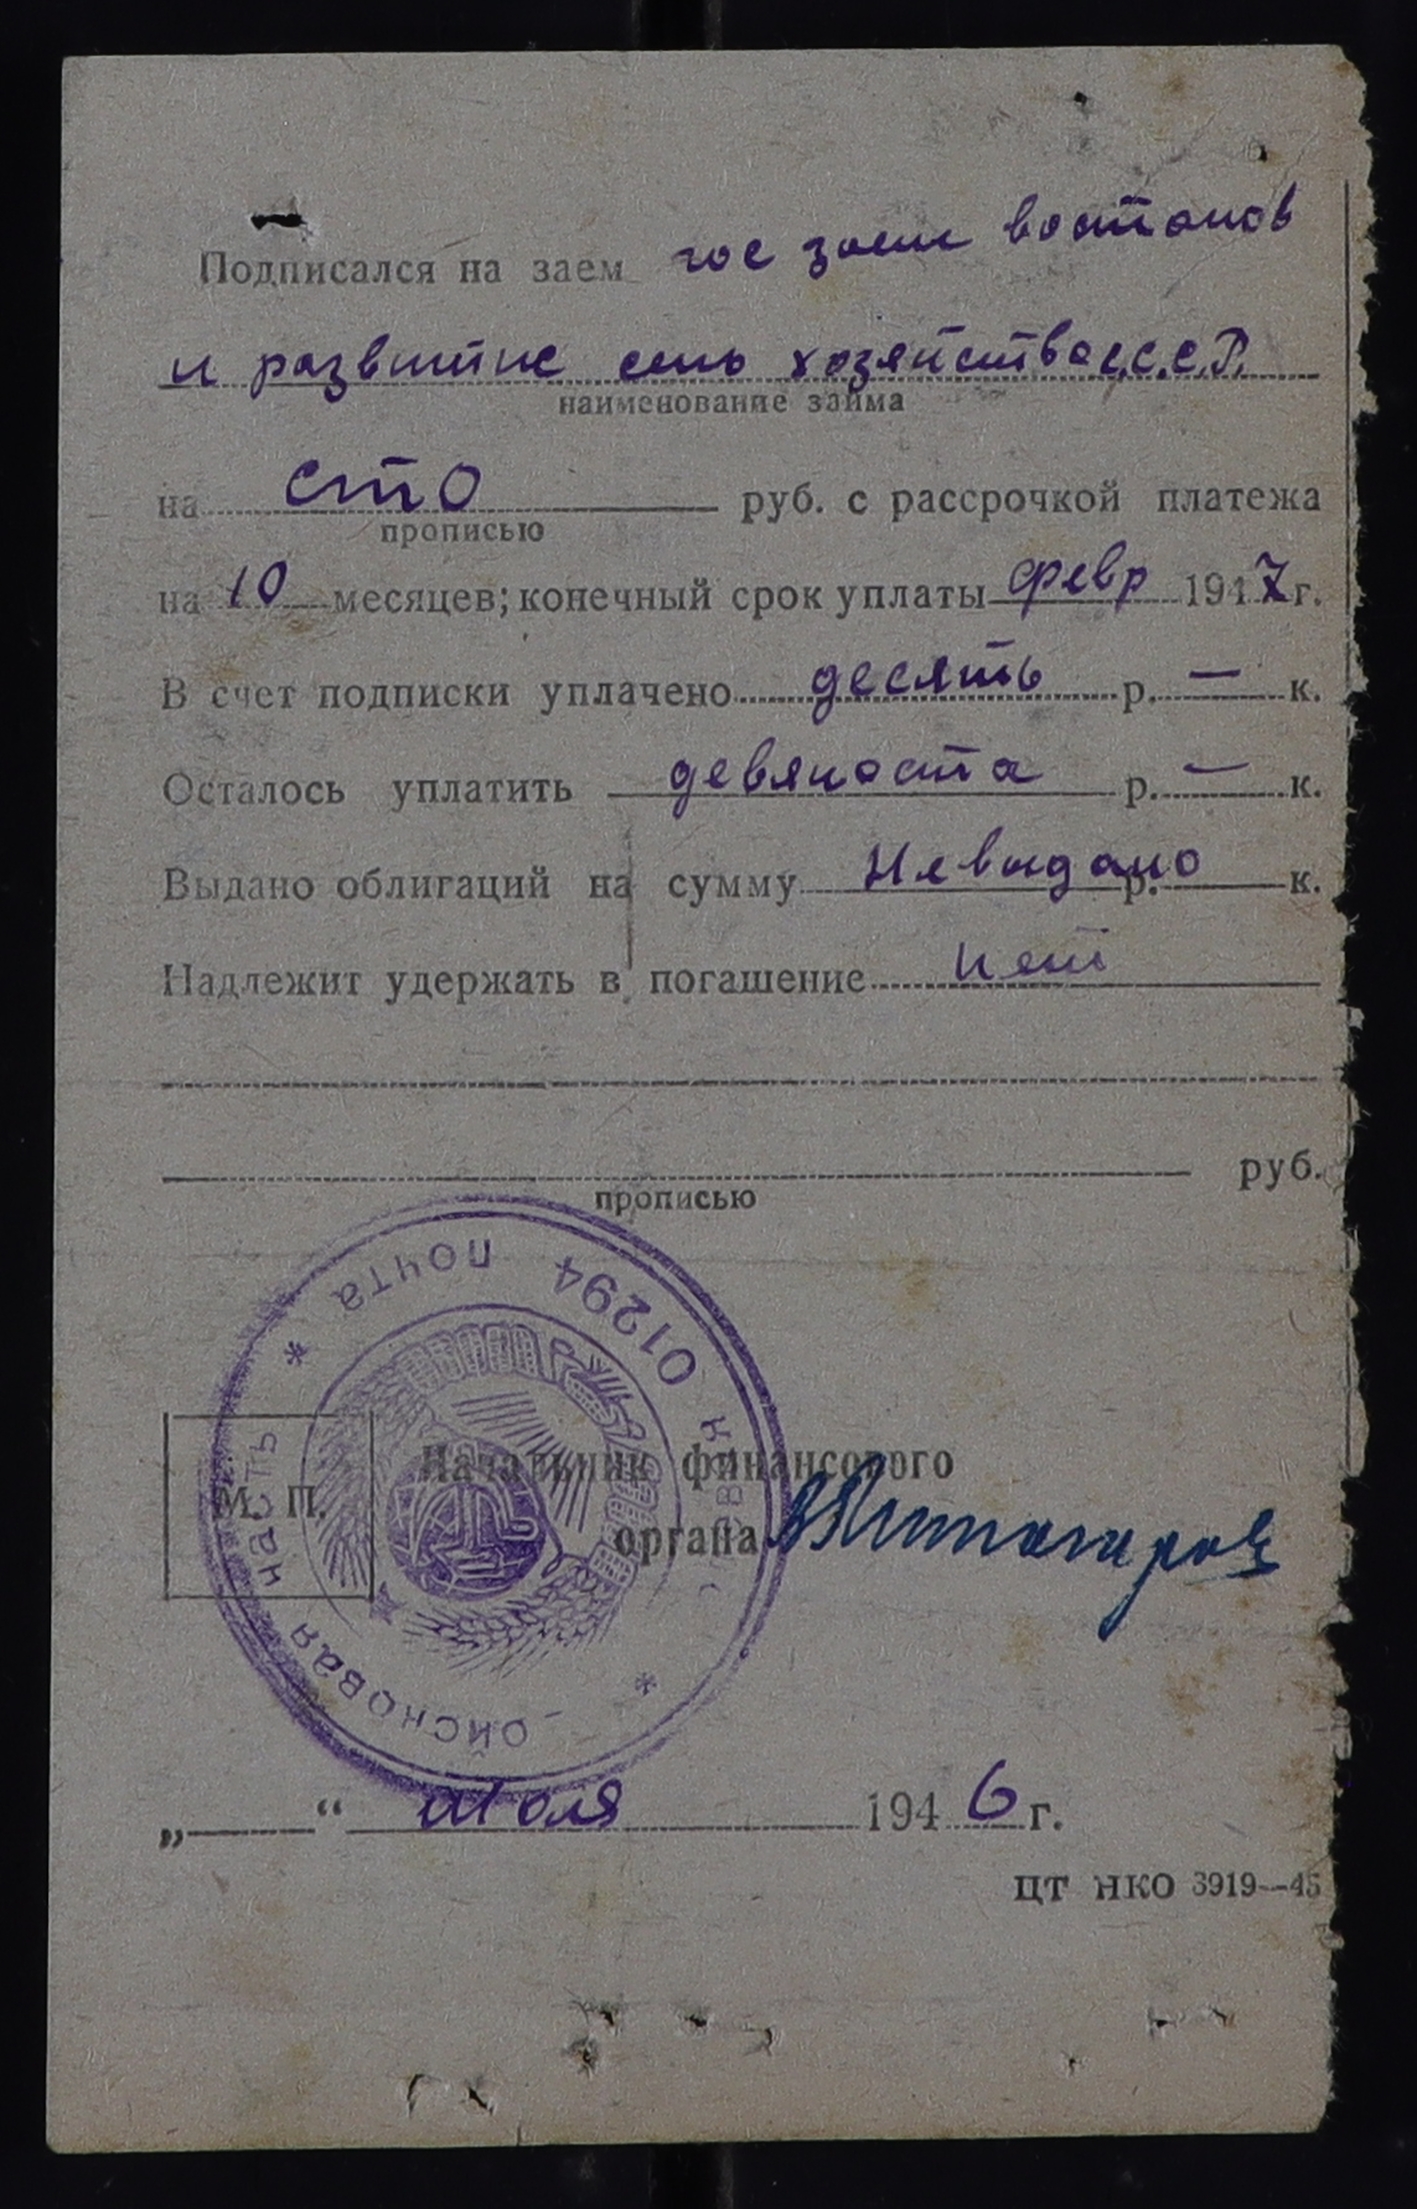 Подписался на заем гос заем востанов
и развитие сель хозяйства С.С.С.Р.
наименование займа
на сто руб. с рассрочкой платежа
прописью
на 10 месяцев; конечный срок уплаты февр 1947 г.
В счет подписки уплачено десять р. — к.
Осталось уплатить девяноста р. — к.
Выдано облигаций на сумму Не выдано р. к.
Надлежит удержать в погашение нет
руб.
прописью
почта 01294
часть
М. П.
Начальник финансового
органа
„ “ июля 1946 г.
ЦТ НКО 3919—45